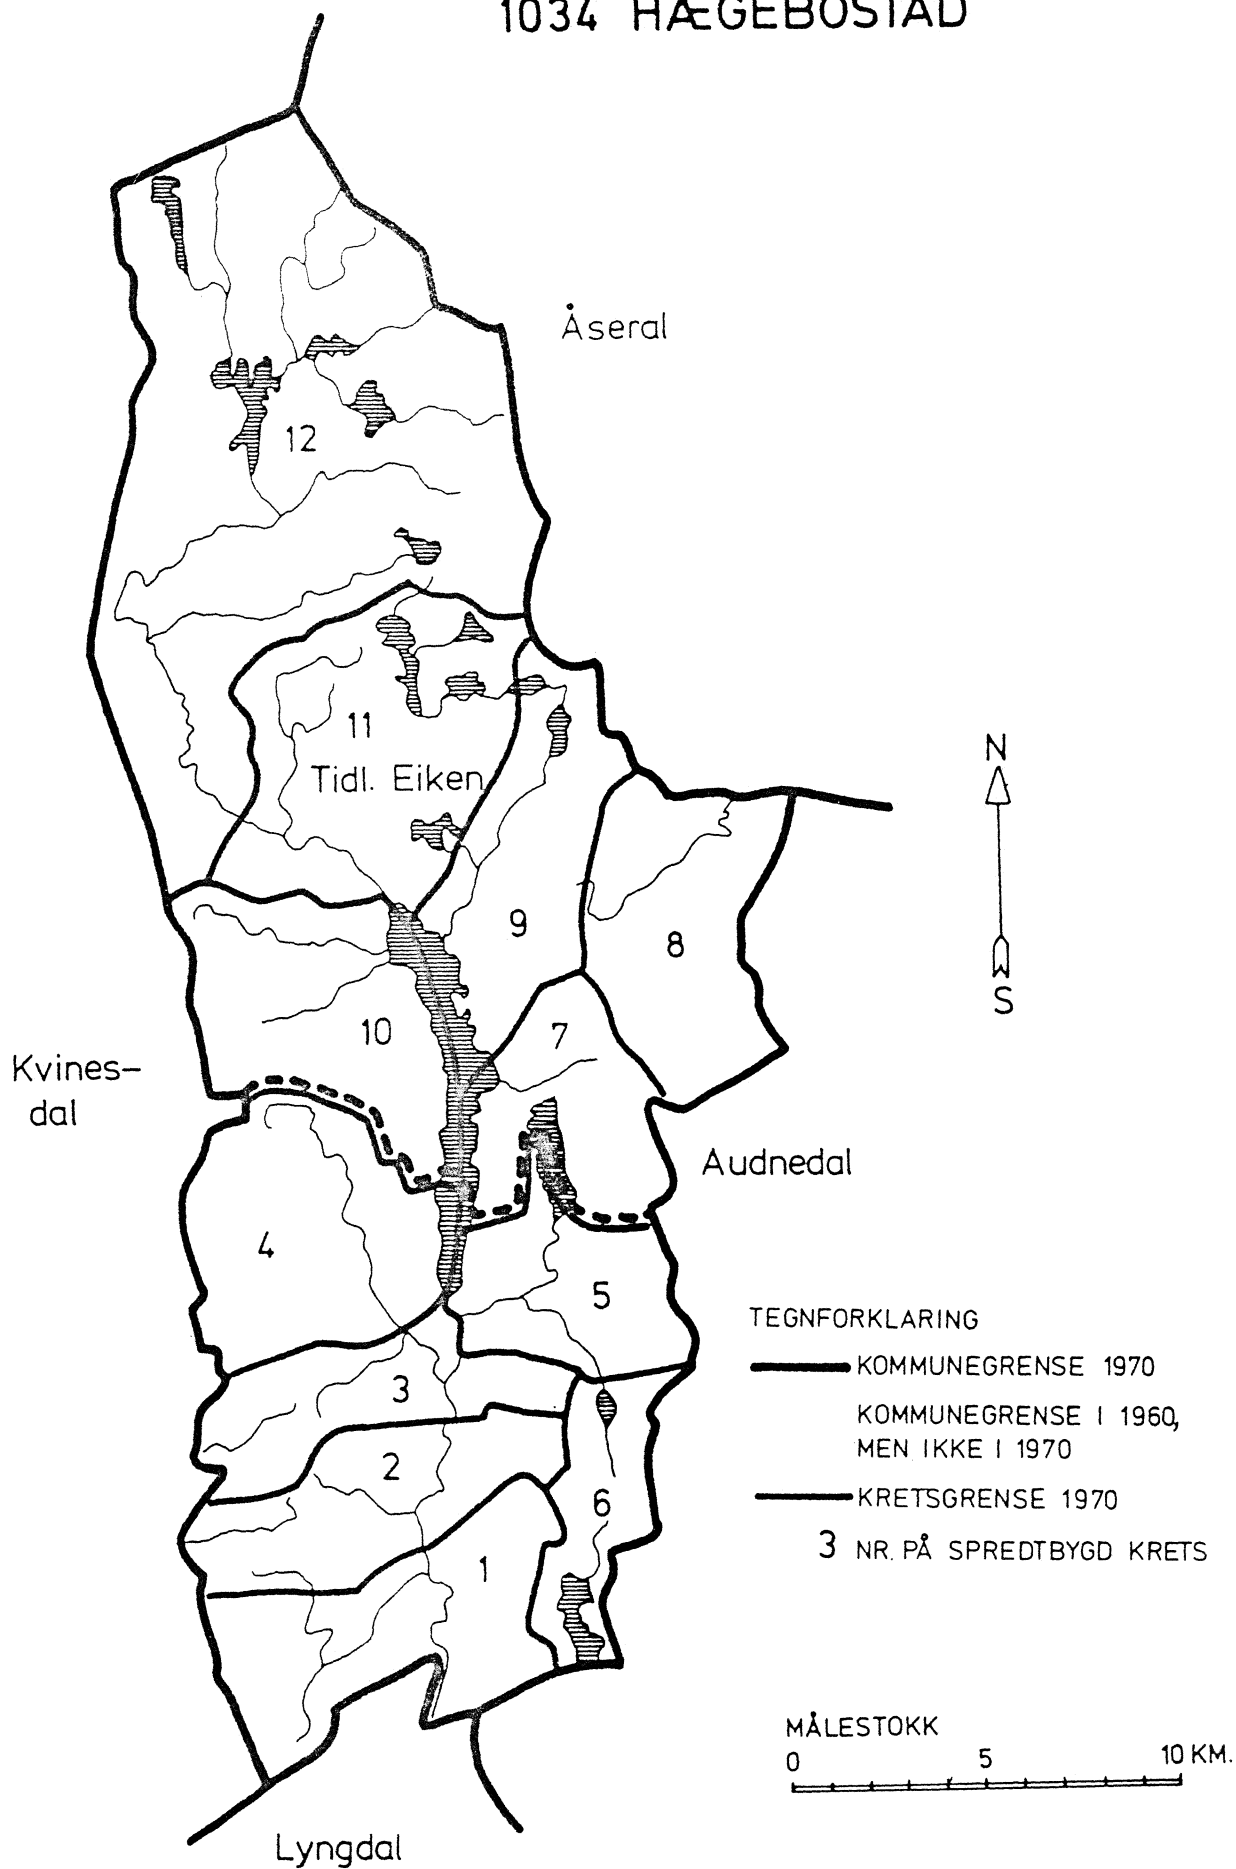 1034 HÆGEBOSTAD
Åseral
12
11
Tidl. Eiken
N
S
9
8
10
7
Kvines-
dal
Audnedal
4
5
TEGNFORKLARING
KOMMUNEGRENSE 1970
KOMMUNEGRENSE I 1960,
MEN IKKE I 1970
KRETSGRENSE 1970
3 NR. PÅ SPREDTBYGD KRETS
3
2
6
1
MÅLESTOKK
0 5 10 KM.
Lyngdal